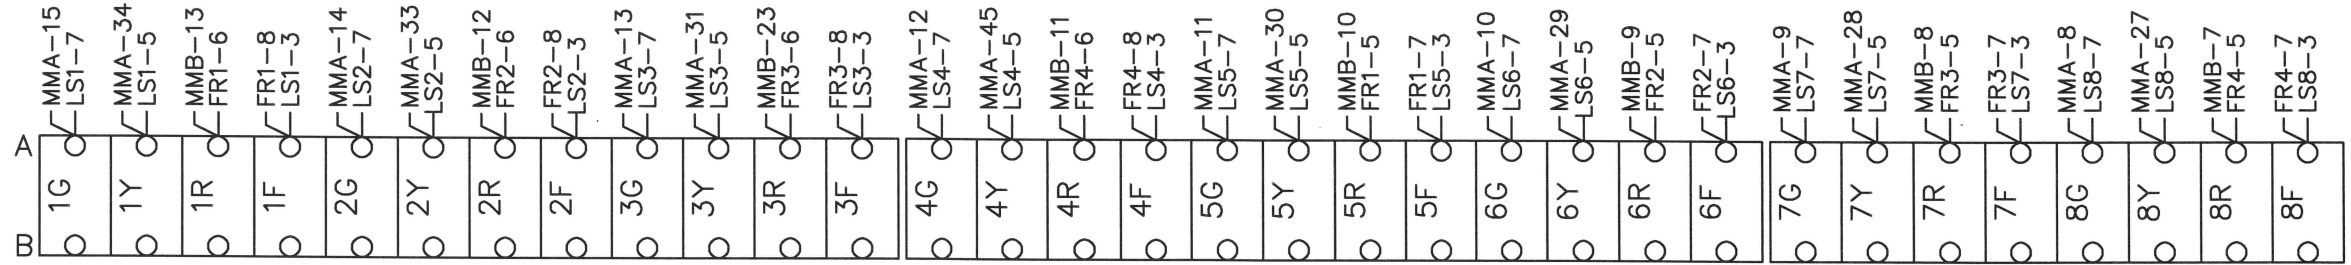 MMA-15
LS1-7
MMA-34
LS1-5
MMB-13
FR1-6
FR1-8
LS1-3
MMA-14
LS2-7
MMA-33
LS2-5
MMB-12
FR2-6
FR2-8
LS2-3
MMA-13
LS3-7
MMA-31
LS3-5
MMB-23
FR3-6
FR3-8
LS3-3
MMA-12
LS4-7
MMA-45
LS4-5
MMB-11
FR4-6
FR4-8
LS4-3
MMA-11
LS5-7
MMA-30
LS5-5
MMB-10
FR1-5
FR1-7
LS5-3
MMA-10
LS6-7
MMA-29
LS6-5
MMB-9
FR2-5
FR2-7
LS6-3
MMA-9
LS7-7
MMA-28
LS7-5
MMB-8
FR3-5
FR3-7
LS7-3
MMA-8
LS8-7
MMA-27
LS8-5
MMB-7
FR4-5
FR4-7
LS8-3
A
1G 1Y 1R 1F 2G 2Y 2R 2F 3G 3Y 3R 3F 4G 4Y 4R 4F 5G 5Y 5R 5F 6G 6Y 6R 6F 7G 7Y 7R 7F 8G 8Y 8R 8F
B